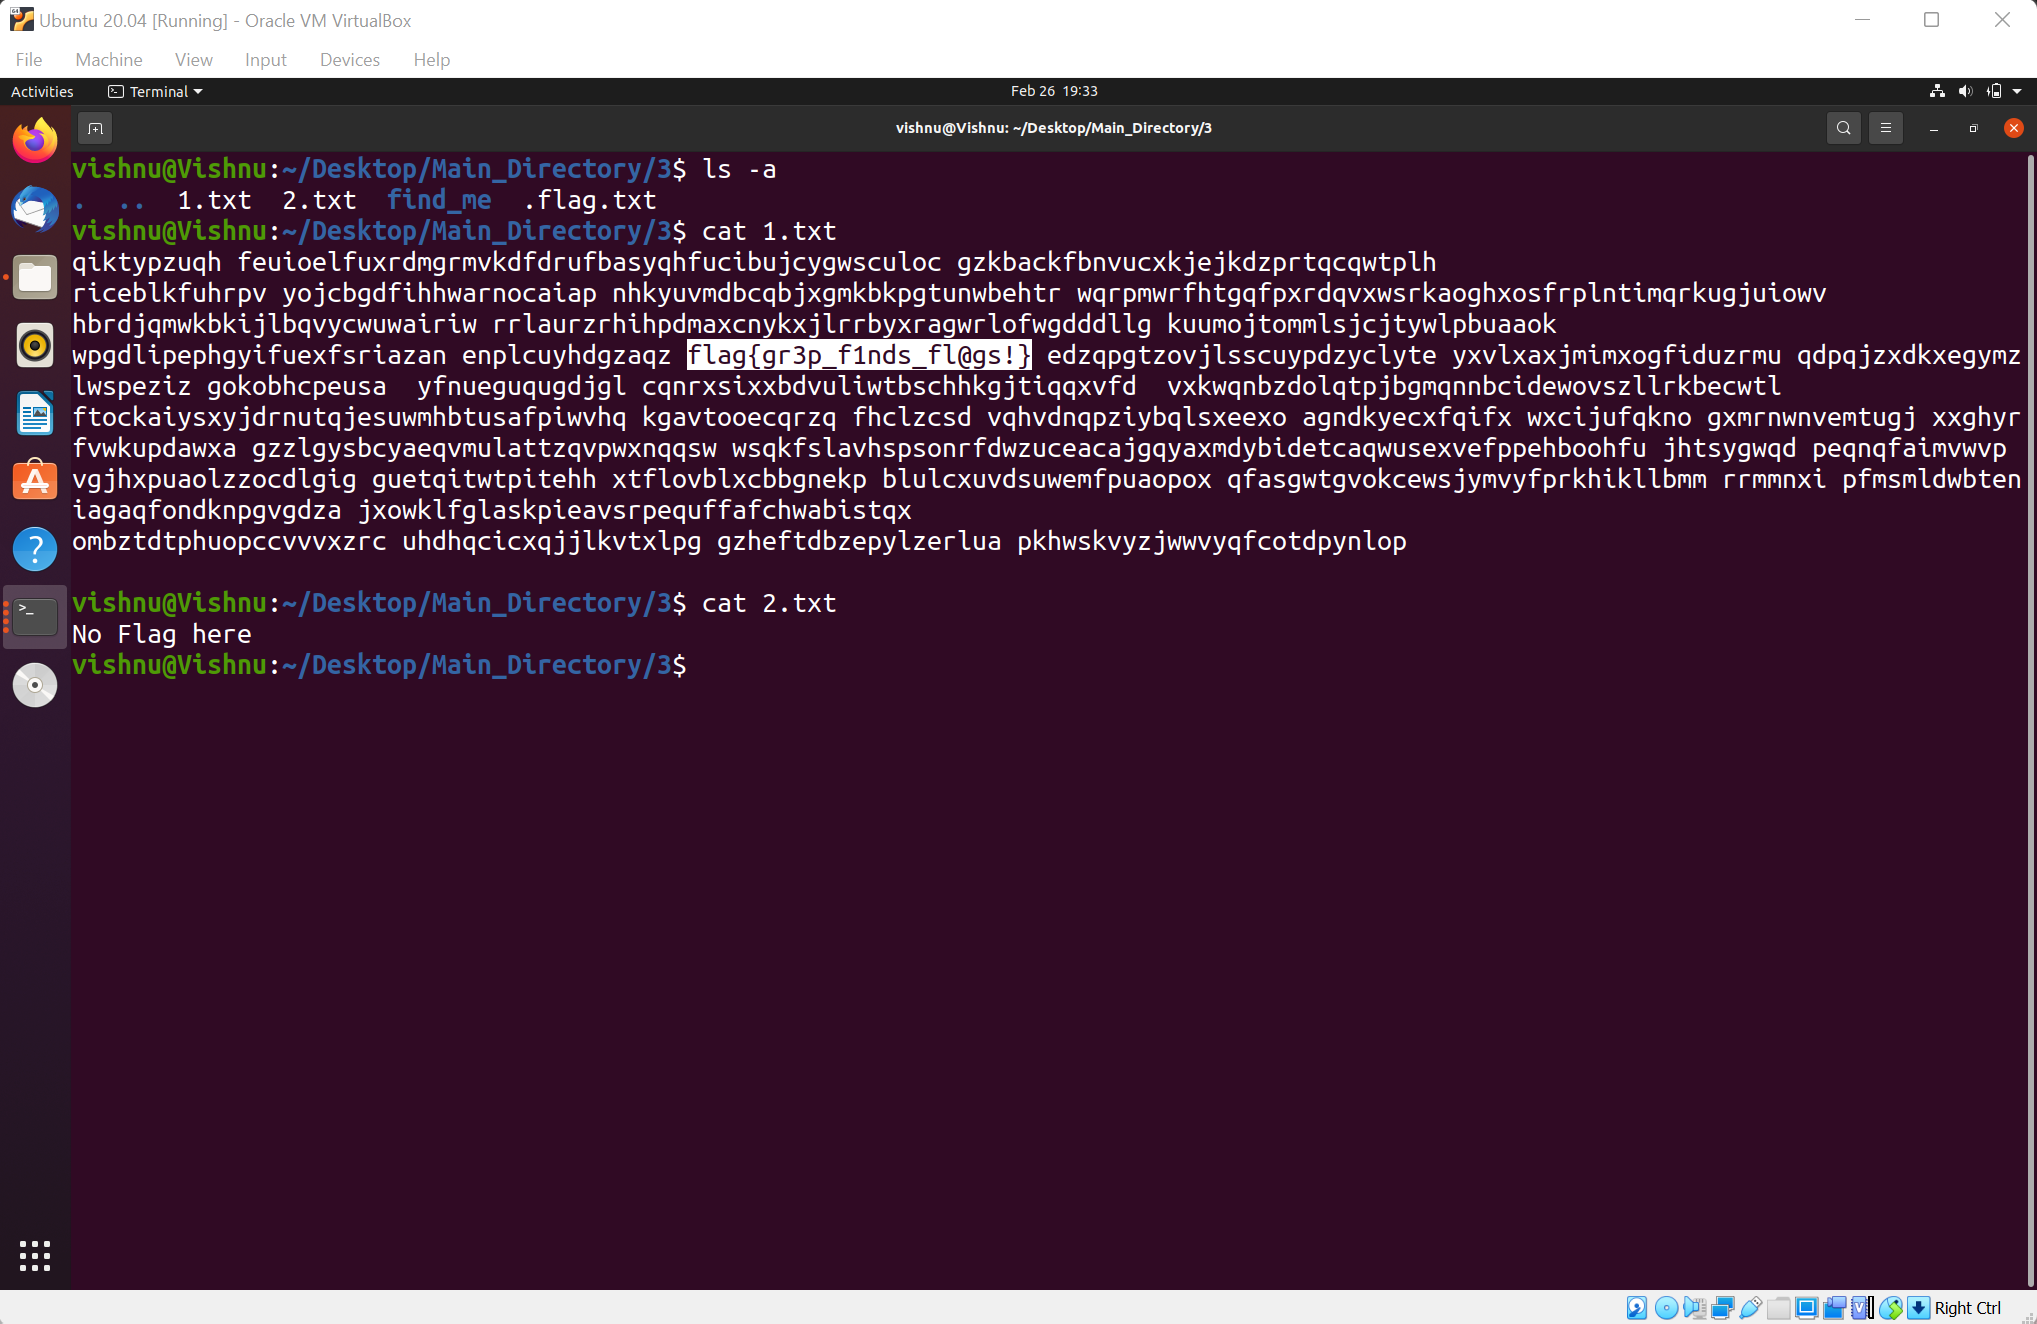 Ubuntu 20.04 [Running] - Oracle VM VirtualBox
File Machine View Input Devices Help
Activities Terminal Feb 26 19:33
vishnu@Vishnu: ~/Desktop/Main_Directory/3
vishnu@Vishnu:~/Desktop/Main_Directory/3$ ls -a
. .. 1.txt 2.txt find_me .flag.txt
vishnu@Vishnu:~/Desktop/Main_Directory/3$ cat 1.txt
qiktypzuqh feuioelfuxrdmgrmvkdfdrufbasyqhfucibujcygwsculoc gzkbackfbnvucxkjejkdzprtqcqwtplh
riceblkfuhrpv yojcbgdfihhwarnocaiap nhkyuvmdbcqbjxgmkbkpgtunwbehtr wqrpmwrfhtgqfpxrdqvxwsrkaoghxosfrplntimqrkugjuiowv
hbrdjqmwkbkijlbqvycwuwairiw rrlaurzrhihpdmaxcnykxjlrrbyxragwrlofwgdddllg kuumojtommlsjcjtywlpbuaaok
wpgdlipephgyifuexfsriazan enplcuyhdgzaqz flag{gr3p_f1nds_fl@gs!} edzqpgtzovjlsscuypdzyclyte yxvlxaxjmimxogfiduzrmu qdpqjzxdkxegymz
lwspeziz gokobhcpeusa yfnueguqugdjgl cqnrxsixxbdvuliwtbschhkgjtiqqxvfd vxkwqnbzdolqtpjbgmqnnbcidewovszllrkbecwtl
ftockaiysxyjdrnutqjesuwmhbtusafpiwvhq kgavtooecqrzq fhclzcsd vqhvdnqpziybqlsxeexo agndkyecxfqifx wxcijufqkno gxmrnwnvemtugj xxghyr
fvwkupdawxa gzzlgysbcyaeqvmulattzqvpwxnqqsw wsqkfslavhspsonrfdwzuceacajgqyaxmdybidetcaqwusexvefppehboohfu jhtsygwqd peqnqfaimvwvp
vgjhxpuaolzzocdlgig guetqitwtpitehh xtflovblxcbbgnekp blulcxuvdsuwemfpuaopox qfasgwtgvokcewsjymvyfprkhikllbmm rrmmnxi pfmsmldwbten
iagaqfondknpgvgdza jxowklfglaskpieavsrpequffafchwabistqx
ombztdtphuopccvvvxzrc uhdhqcicxqjjlkvtxlpg gzheftdbzepylzerlua pkhwskvyzjwwvyqfcotdpynlop
vishnu@Vishnu:~/Desktop/Main_Directory/3$ cat 2.txt
No Flag here
vishnu@Vishnu:~/Desktop/Main_Directory/3$
Right Ctrl